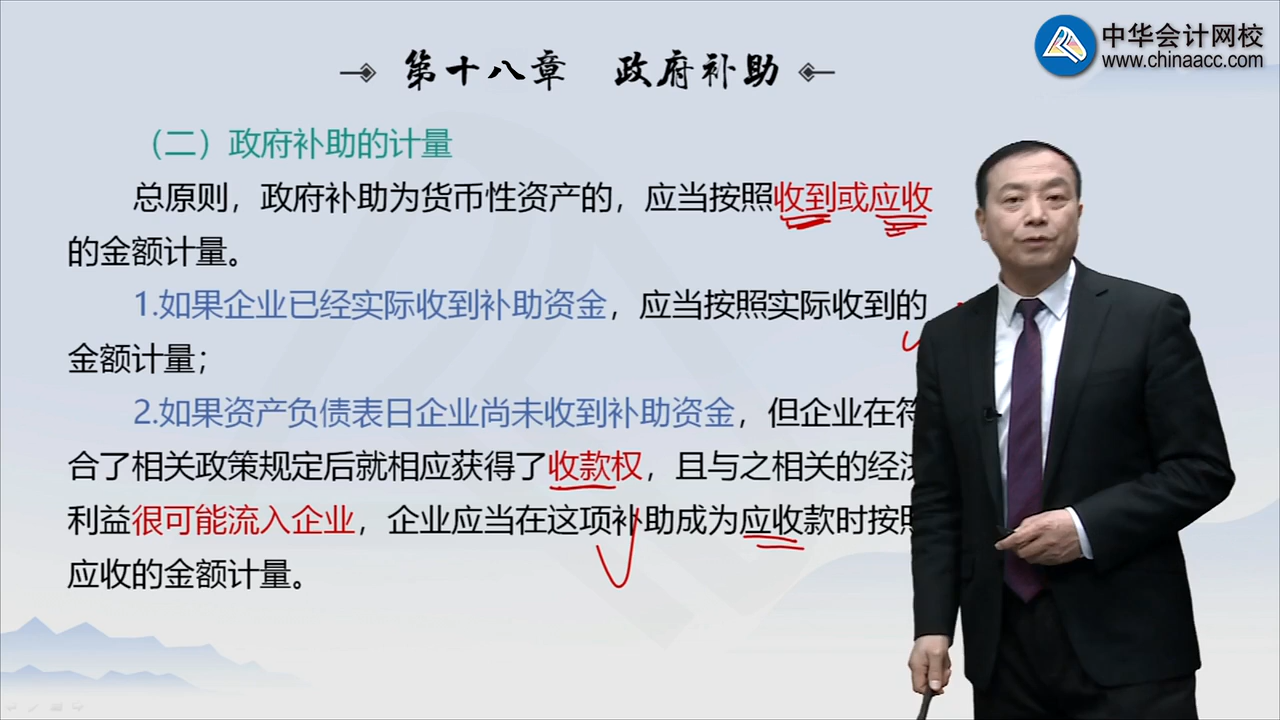 中华会计网校
www.chinaacc.com
第十八章 政府补助
（二）政府补助的计量
总原则，政府补助为货币性资产的，应当按照收到或应收
的金额计量。
1.如果企业已经实际收到补助资金，应当按照实际收到的
金额计量；
2.如果资产负债表日企业尚未收到补助资金，但企业在符
合了相关政策规定后就相应获得了收款权，且与之相关的经济
利益很可能流入企业，企业应当在这项补助成为应收款时按照
应收的金额计量。